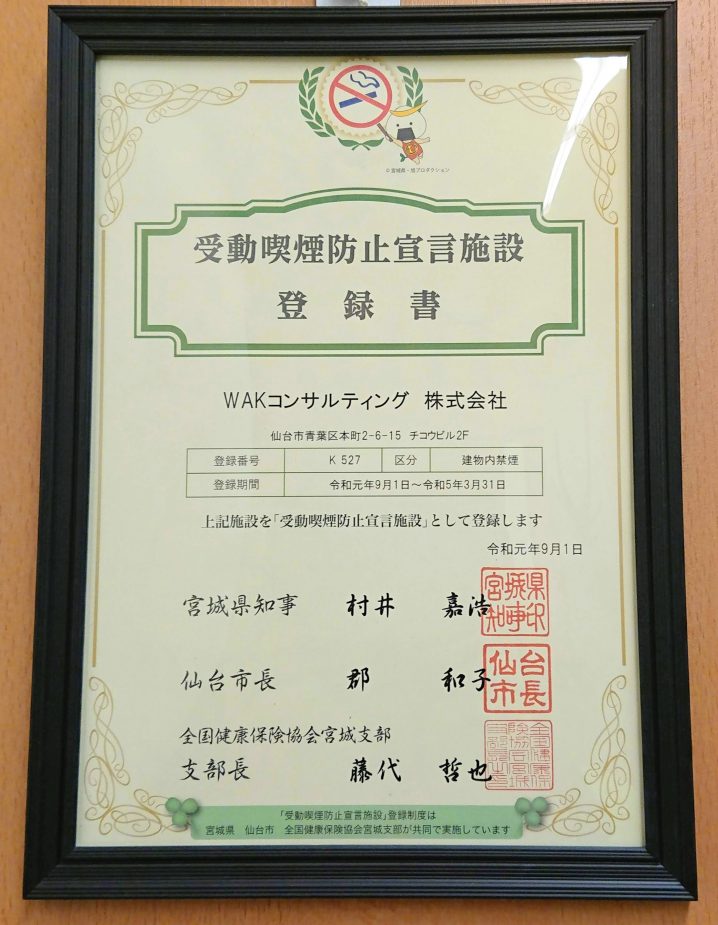 ©宮城県・旭プロダクション
受動喫煙防止宣言施設
登録書
WAKコンサルティング 株式会社
仙台市青葉区本町2-6-15 チコウビル2F
登録番号 K 527 区分 建物内禁煙
登録期間 令和元年9月1日～令和5年3月31日
上記施設を「受動喫煙防止宣言施設」として登録します
令和元年9月1日
宮城県知事 村井 嘉浩
宮城県知事印
仙台市長 郡 和子
仙台市長
全国健康保険協会宮城支部
支部長 藤代 哲也
「受動喫煙防止宣言施設」登録制度は
宮城県 仙台市 全国健康保険協会宮城支部が共同で実施しています